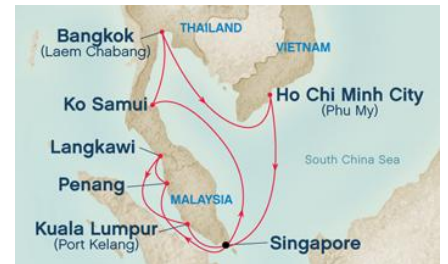 THAILAND
Bangkok
(Laem Chabang)
VIETNAM
Ho Chi Minh City
(Phu My)
Ko Samui
Langkawi
South China Sea
Penang
MALAYSIA
Kuala Lumpur
(Port Kelang)
Singapore